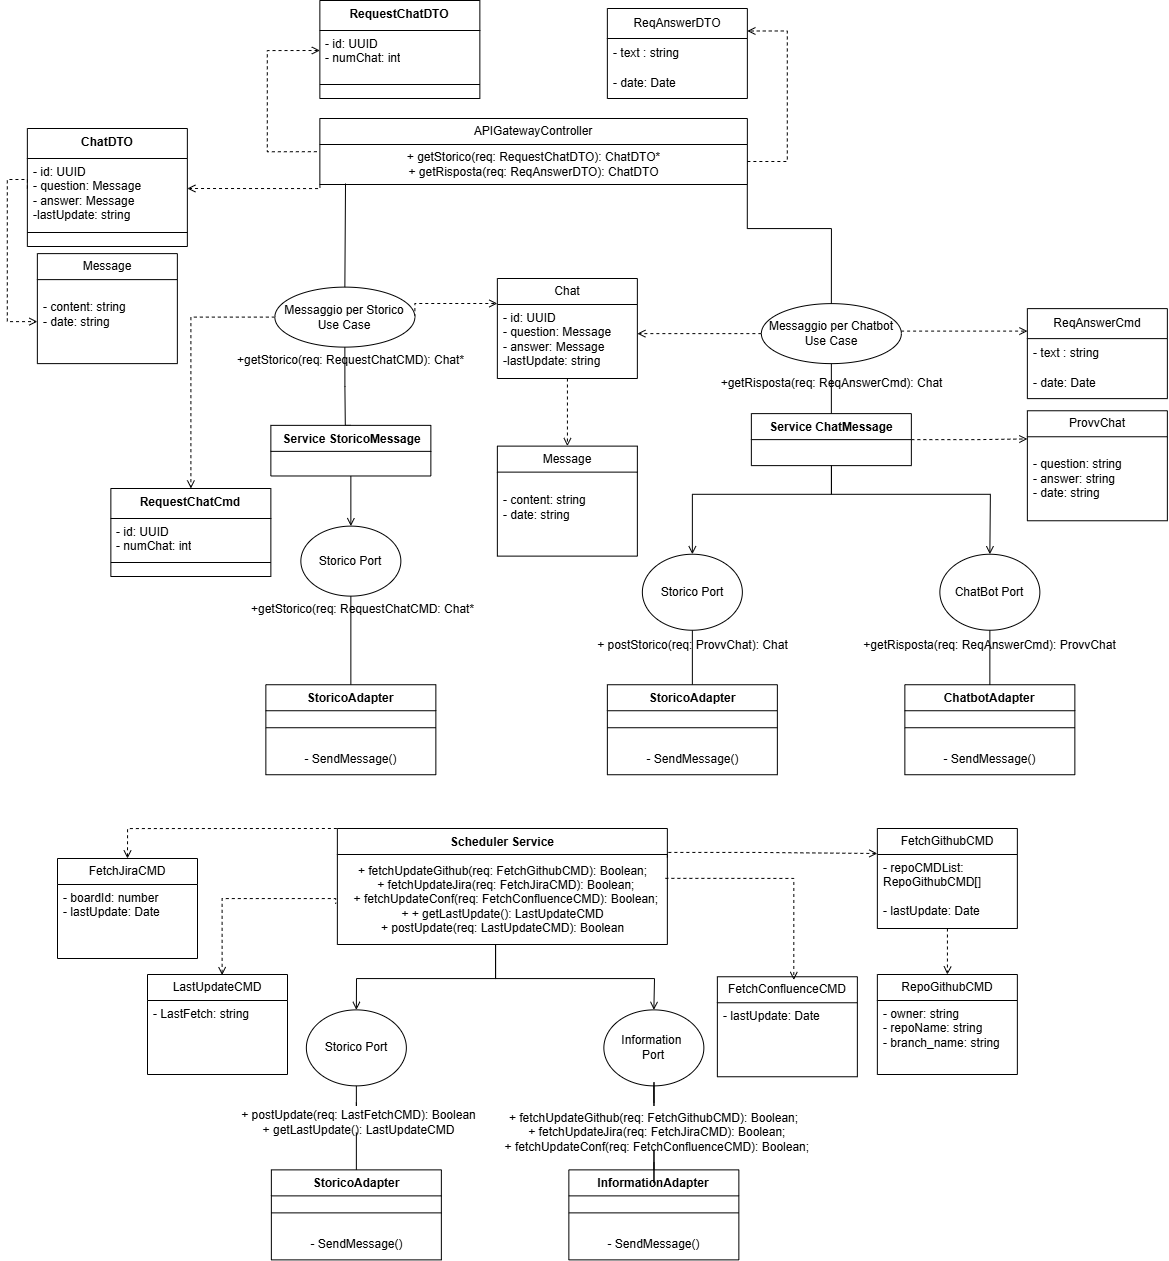 RequestChatDTO
- id: UUID
- numChat: int
ReqAnswerDTO
- text : string
- date: Date
APIGatewayController
+ getStorico(req: RequestChatDTO): ChatDTO*
+ getRisposta(req: ReqAnswerDTO): ChatDTO
ChatDTO
- id: UUID
- question: Message
- answer: Message
-lastUpdate: string
Message
- content: string
- date: string
Messaggio per Storico
Use Case
+getStorico(req: RequestChatCMD): Chat*
Chat
- id: UUID
- question: Message
- answer: Message
-lastUpdate: string
Messaggio per Chatbot
Use Case
+getRisposta(req: ReqAnswerCmd): Chat
ReqAnswerCmd
- text : string
- date: Date
Service StoricoMessage
Message
- content: string
- date: string
Service ChatMessage
ProvvChat
- question: string
- answer: string
- date: string
RequestChatCmd
- id: UUID
- numChat: int
Storico Port
+getStorico(req: RequestChatCMD: Chat*
Storico Port
+ postStorico(req: ProvvChat): Chat
ChatBot Port
+getRisposta(req: ReqAnswerCmd): ProvvChat
StoricoAdapter
- SendMessage()
StoricoAdapter
- SendMessage()
ChatbotAdapter
- SendMessage()
Scheduler Service
+ fetchUpdateGithub(req: FetchGithubCMD): Boolean;
+ fetchUpdateJira(req: FetchJiraCMD): Boolean;
+ fetchUpdateConf(req: FetchConfluenceCMD): Boolean;
+ + getLastUpdate(): LastUpdateCMD
+ postUpdate(req: LastUpdateCMD): Boolean
FetchJiraCMD
- boardId: number
- lastUpdate: Date
FetchGithubCMD
- repoCMDList:
RepoGithubCMD[]
- lastUpdate: Date
LastUpdateCMD
- LastFetch: string
FetchConfluenceCMD
- lastUpdate: Date
RepoGithubCMD
- owner: string
- repoName: string
- branch_name: string
Storico Port
Information
Port
+ postUpdate(req: LastFetchCMD): Boolean
+ getLastUpdate(): LastUpdateCMD
+ fetchUpdateGithub(req: FetchGithubCMD): Boolean;
+ fetchUpdateJira(req: FetchJiraCMD): Boolean;
+ fetchUpdateConf(req: FetchConfluenceCMD): Boolean;
StoricoAdapter
- SendMessage()
InformationAdapter
- SendMessage()